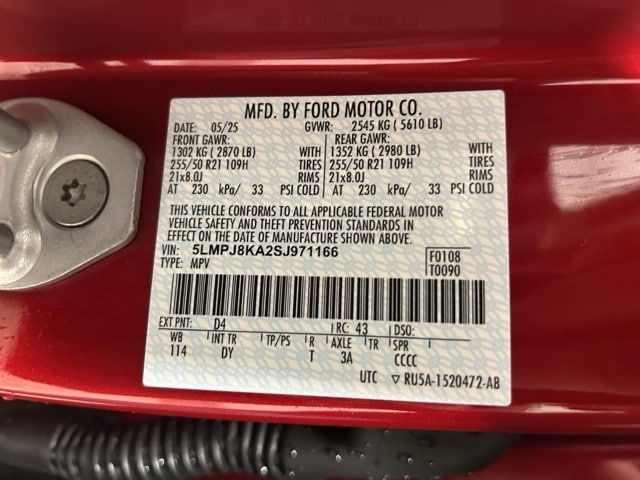 MFD. BY FORD MOTOR CO.
DATE: 05/25 GVWR: 2545 KG ( 5610 LB)
FRONT GAWR: REAR GAWR:
1302 KG ( 2870 LB) WITH 1352 KG ( 2980 LB) WITH
255/50 R21 109H TIRES 255/50 R21 109H TIRES
21x8.0J RIMS 21x8.0J RIMS
AT 230 kPa/ 33 PSI COLD AT 230 kPa/ 33 PSI COLD
THIS VEHICLE CONFORMS TO ALL APPLICABLE FEDERAL MOTOR
VEHICLE SAFETY AND THEFT PREVENTION STANDARDS IN
EFFECT ON THE DATE OF MANUFACTURE SHOWN ABOVE.
VIN: 5LMPJ8KA2SJ971166 F0108
TYPE: MPV T0090
EXT PNT: D4 RC: 43 DSO:
WB INT TR TP/PS R AXLE TR SPR
114 DY T 3A CCCC
UTC ▽ RU5A-1520472-AB